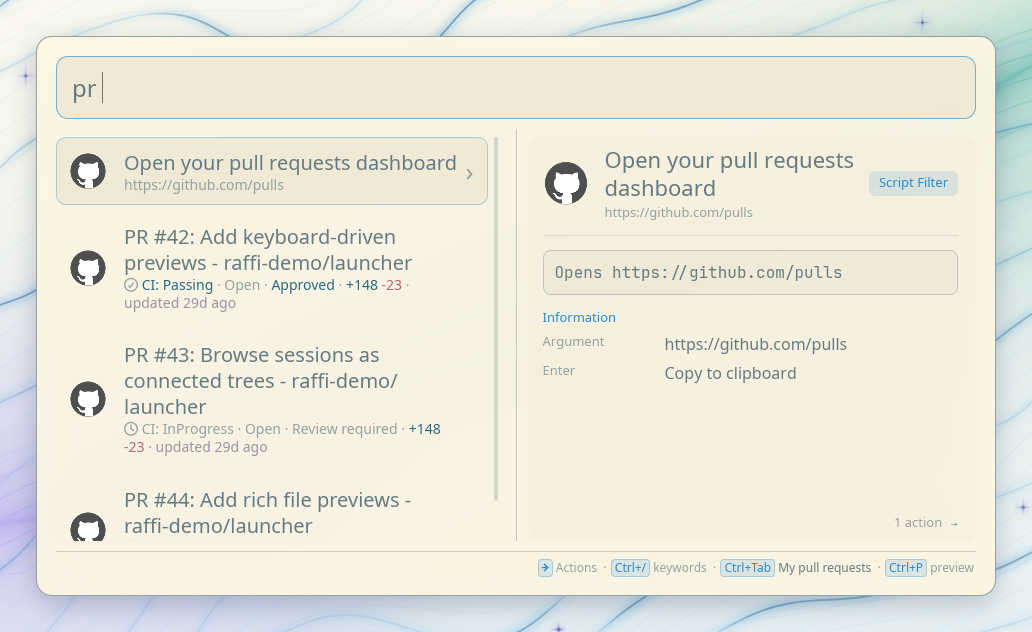 pr
Open your pull requests dashboard
https://github.com/pulls
PR #42: Add keyboard-driven
previews - raffi-demo/launcher
CI: Passing · Open · Approved · +148 -23 ·
updated 29d ago
PR #43: Browse sessions as
connected trees - raffi-demo/
launcher
CI: InProgress · Open · Review required · +148
-23 · updated 29d ago
PR #44: Add rich file previews -
raffi-demo/launcher
Open your pull requests
dashboard
https://github.com/pulls
Script Filter
Opens https://github.com/pulls
Information
Argument https://github.com/pulls
Enter Copy to clipboard
1 action →
→ Actions · Ctrl+/ keywords · Ctrl+Tab My pull requests · Ctrl+P preview